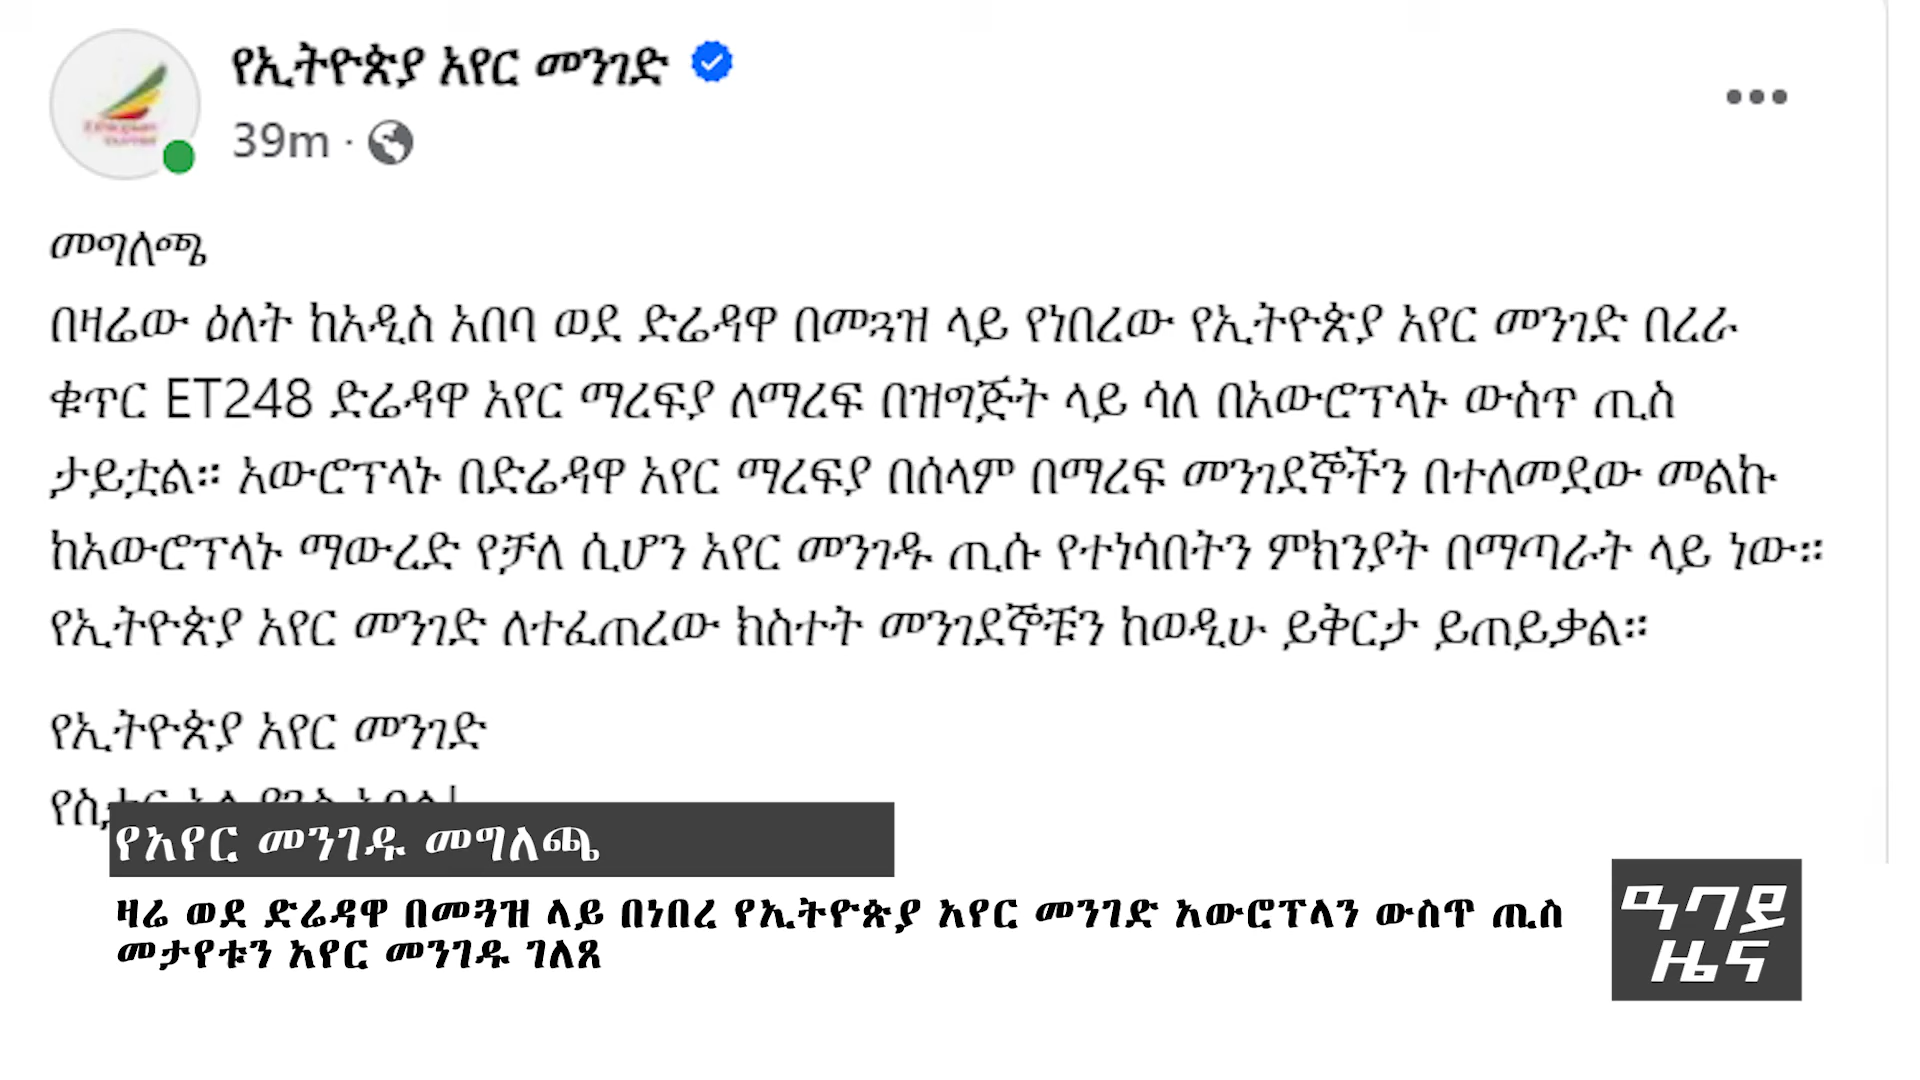 የኢትዮጵያ አየር መንገድ
39m ·
መግለጫ
በዛሬው ዕለት ከአዲስ አበባ ወደ ድሬዳዋ በመጓዝ ላይ የነበረው የኢትዮጵያ አየር መንገድ በረራ
ቁጥር ET248 ድሬዳዋ አየር ማረፍያ ለማረፍ በዝግጅት ላይ ሳለ በአውሮፕላኑ ውስጥ ጢስ
ታይቷል። አውሮፕላኑ በድሬዳዋ አየር ማረፍያ በሰላም በማረፍ መንገደኞችን በተለመደው መልኩ
ከአውሮፕላኑ ማውረድ የቻለ ሲሆን አየር መንገዱ ጢሱ የተነሳበትን ምክንያት በማጣራት ላይ ነው።
የኢትዮጵያ አየር መንገድ ለተፈጠረው ክስተት መንገደኞቹን ከወዲሁ ይቅርታ ይጠይቃል።
የኢትዮጵያ አየር መንገድ
የአየር መንገዱ መግለጫ
ዛሬ ወደ ድሬዳዋ በመጓዝ ላይ በነበረ የኢትዮጵያ አየር መንገድ አውሮፕላን ውስጥ ጢስ
መታየቱን አየር መንገዱ ገለጸ
ዓባይ
ዜና